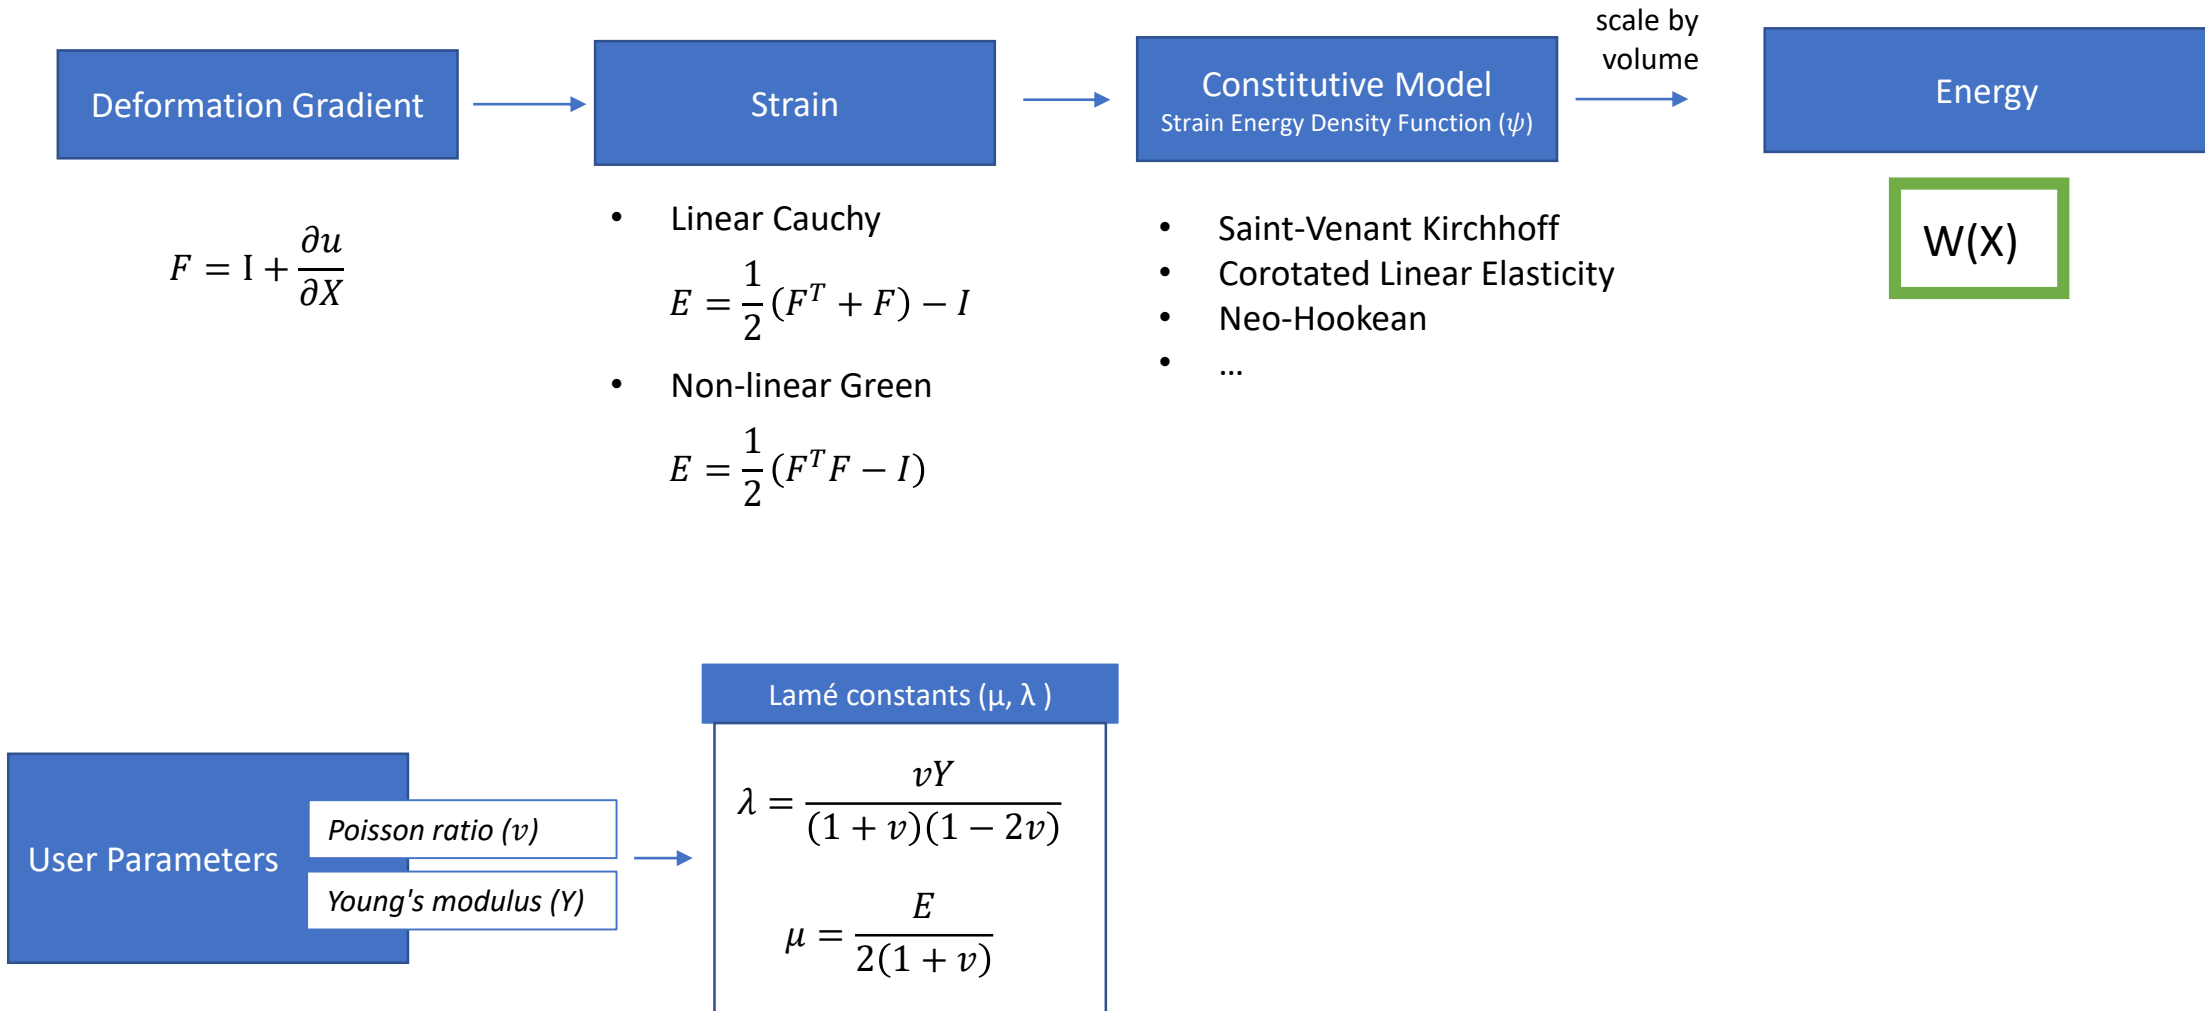 scale by
volume
Deformation Gradient
Strain
Constitutive Model
Strain Energy Density Function (ψ)
Energy
F = I + ∂u/∂X
• Linear Cauchy
E = 1/2 (F^T + F) − I
• Non-linear Green
E = 1/2 (F^T F − I)
• Saint-Venant Kirchhoff
• Corotated Linear Elasticity
• Neo-Hookean
• ...
W(X)
User Parameters
Poisson ratio (v)
Young's modulus (Y)
Lamé constants (μ, λ )
λ = vY/((1 + v)(1 − 2v))
μ = E/(2(1 + v))